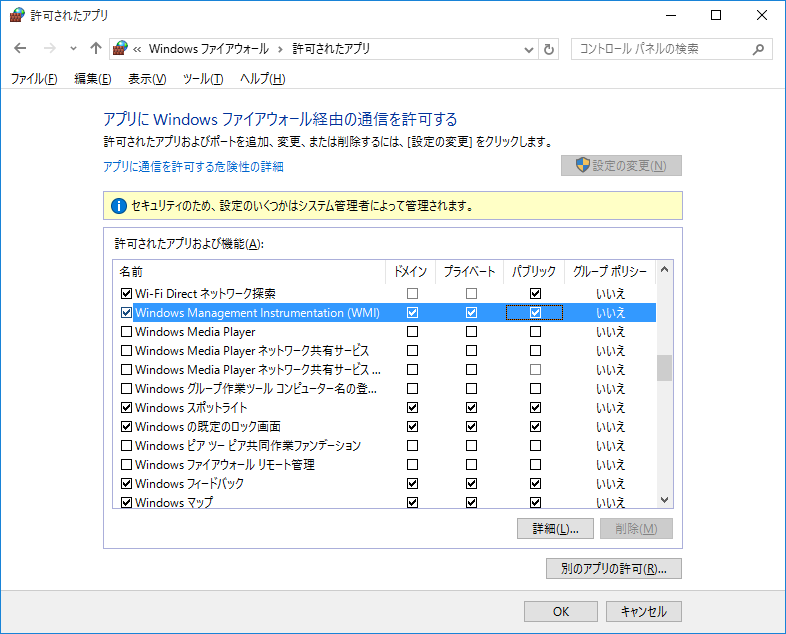 許可されたアプリ
« Windows ファイアウォール › 許可されたアプリ
コントロール パネルの検索
ファイル(F) 編集(E) 表示(V) ツール(T) ヘルプ(H)
アプリに Windows ファイアウォール経由の通信を許可する
許可されたアプリおよびポートを追加、変更、または削除するには、[設定の変更] をクリックします。
アプリに通信を許可する危険性の詳細
設定の変更(N)
セキュリティのため、設定のいくつかはシステム管理者によって管理されます。
許可されたアプリおよび機能(A):
名前 ドメイン プライベート パブリック グループ ポリシー
Wi-Fi Direct ネットワーク探索 いいえ
Windows Management Instrumentation (WMI) いいえ
Windows Media Player いいえ
Windows Media Player ネットワーク共有サービス いいえ
Windows Media Player ネットワーク共有サービス ... いいえ
Windows グループ作業ツール コンピューター名の登... いいえ
Windows スポットライト いいえ
Windows の既定のロック画面 いいえ
Windows ピア ツー ピア共同作業ファンデーション いいえ
Windows ファイアウォール リモート管理 いいえ
Windows フィードバック いいえ
Windows マップ いいえ
詳細(L)... 削除(M)
別のアプリの許可(R)...
OK キャンセル